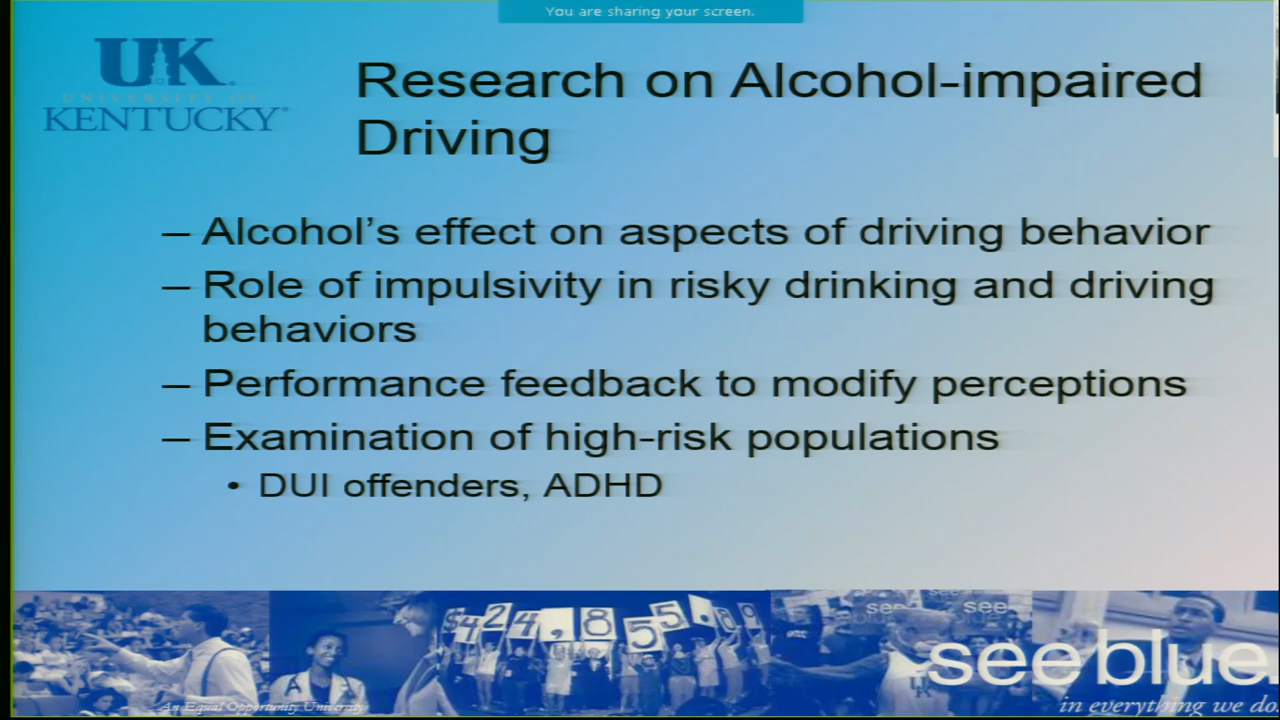 You are sharing your screen.
UK
UNIVERSITY OF
KENTUCKY
Research on Alcohol-impaired
Driving
– Alcohol’s effect on aspects of driving behavior
– Role of impulsivity in risky drinking and driving
behaviors
– Performance feedback to modify perceptions
– Examination of high-risk populations
• DUI offenders, ADHD
$424,855.89
see
see
see blue.
An Equal Opportunity University
in everything we do.